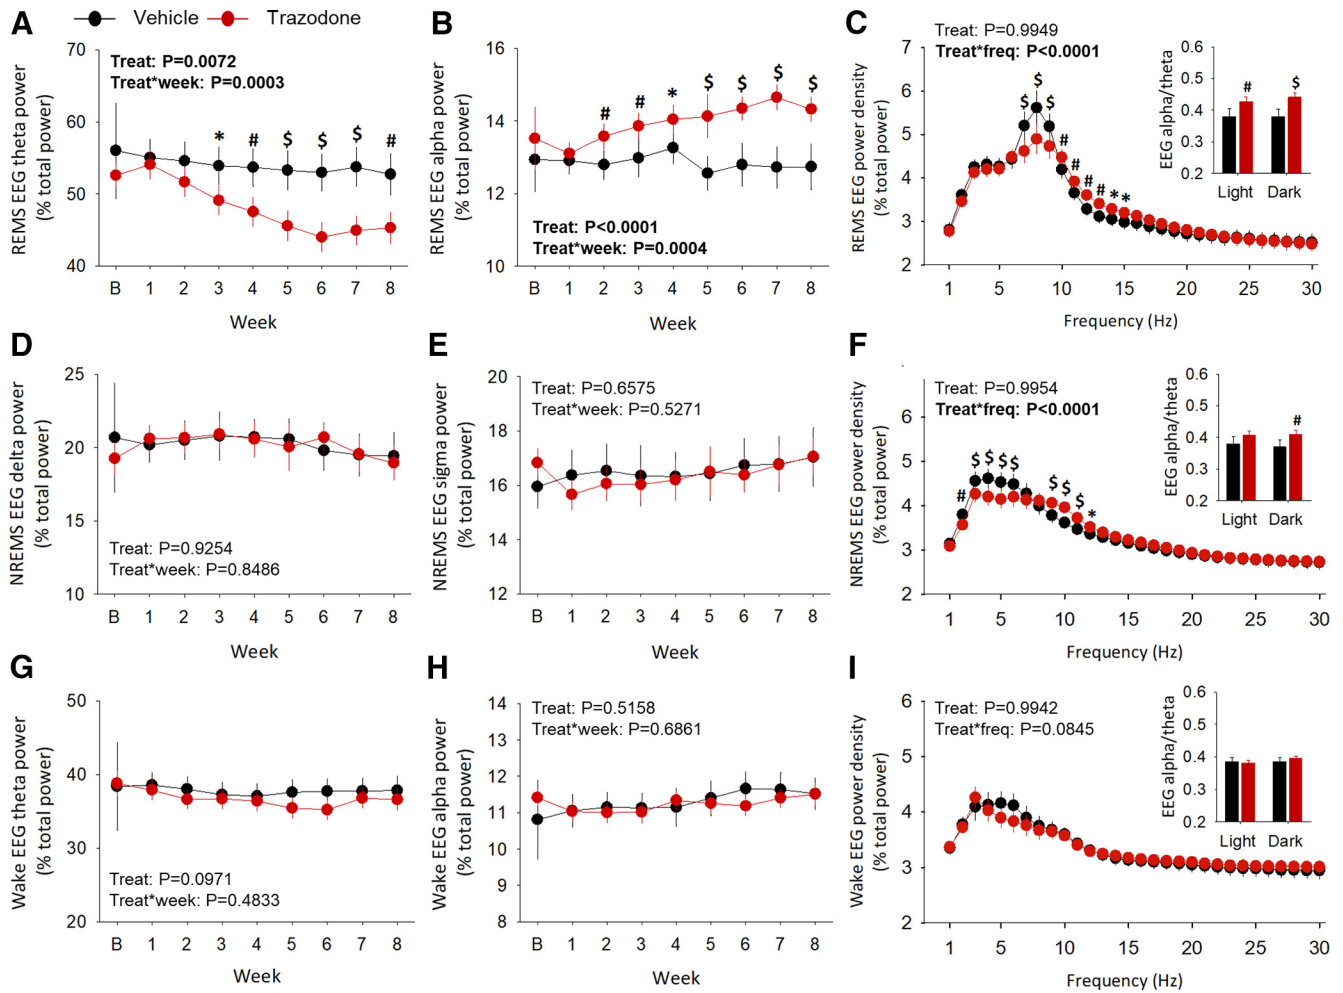 Vehicle Trazodone
A
REMS EEG theta power
(% total power)
70
60
50
40
Treat: P=0.0072
Treat*week: P=0.0003
* # $ $ $ #
B 1 2 3 4 5 6 7 8
Week
B
REMS EEG alpha power
(% total power)
16
14
12
10
# # * $ $ $ $
Treat: P<0.0001
Treat*week: P=0.0004
B 1 2 3 4 5 6 7 8
Week
C
REMS EEG power density
(% total power)
7
6
5
4
3
2
Treat: P=0.9949
Treat*freq: P<0.0001
$ $ $ # # # # * *
1 5 10 15 20 25 30
Frequency (Hz)
EEG alpha/theta
0.6
0.5
0.4
0.3
0.2
# $
Light Dark
D
NREMS EEG delta power
(% total power)
25
20
15
10
Treat: P=0.9254
Treat*week: P=0.8486
B 1 2 3 4 5 6 7 8
Week
E
NREMS EEG sigma power
(% total power)
20
18
16
14
12
Treat: P=0.6575
Treat*week: P=0.5271
B 1 2 3 4 5 6 7 8
Week
F
NREMS EEG power density
(% total power)
6
5
4
3
2
Treat: P=0.9954
Treat*freq: P<0.0001
# $ $ $ $ $ $ $ *
1 5 10 15 20 25 30
Frequency (Hz)
EEG alpha/theta
0.6
0.5
0.4
0.3
0.2
#
Light Dark
G
Wake EEG theta power
(% total power)
50
40
30
20
Treat: P=0.0971
Treat*week: P=0.4833
B 1 2 3 4 5 6 7 8
Week
H
Wake EEG alpha power
(% total power)
14
13
12
11
10
9
8
Treat: P=0.5158
Treat*week: P=0.6861
B 1 2 3 4 5 6 7 8
Week
I
Wake EEG power density
(% total power)
6
5
4
3
2
Treat: P=0.9942
Treat*freq: P=0.0845
1 5 10 15 20 25 30
Frequency (Hz)
EEG alpha/theta
0.6
0.5
0.4
0.3
0.2
Light Dark